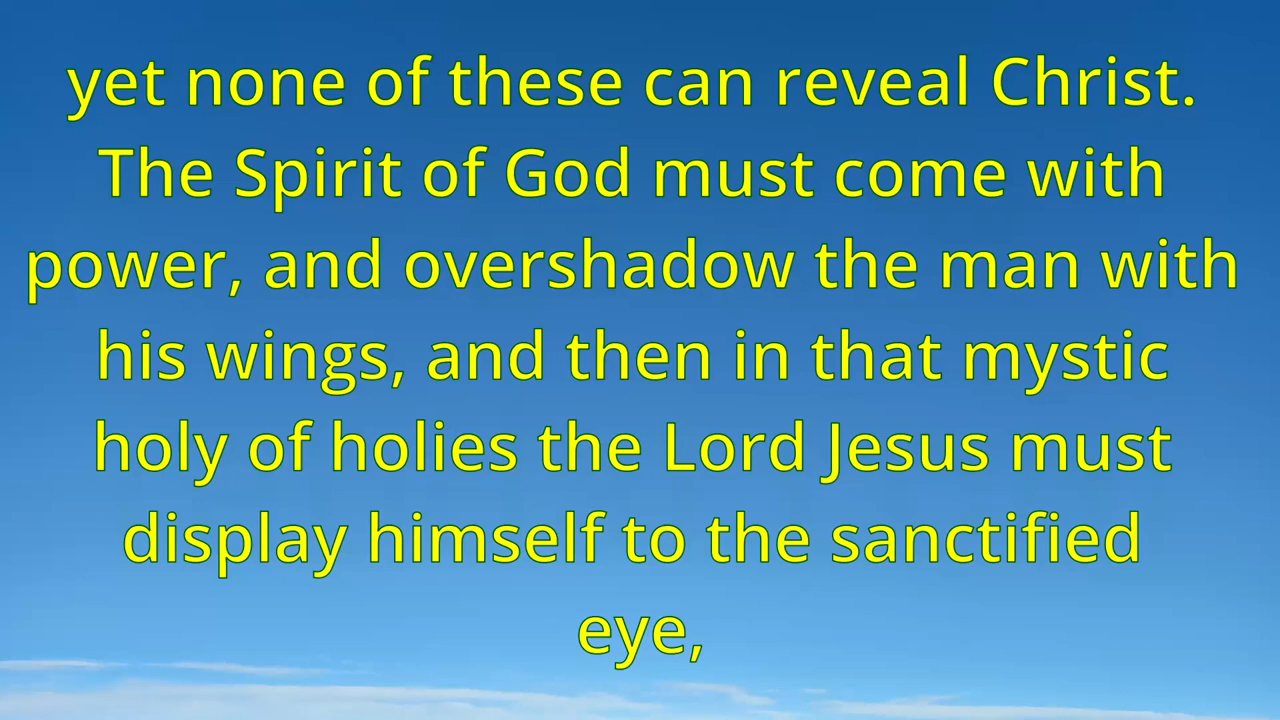 yet none of these can reveal Christ.
The Spirit of God must come with
power, and overshadow the man with
his wings, and then in that mystic
holy of holies the Lord Jesus must
display himself to the sanctified
eye,